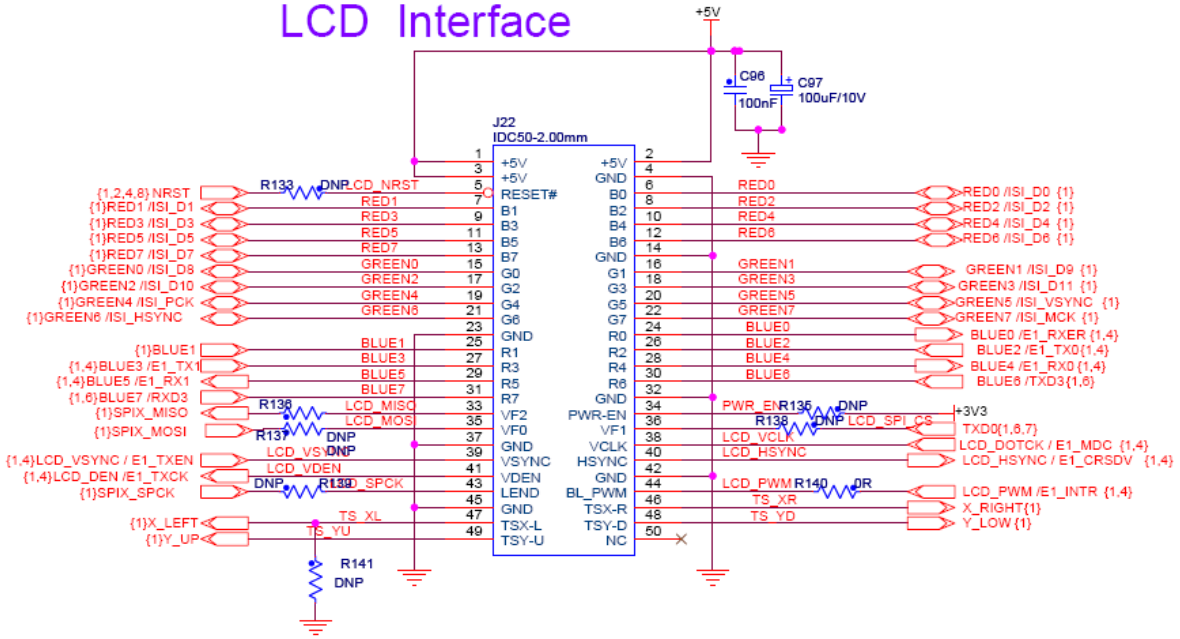 LCD Interface
+5V
C96
100nF
C97
100uF/10V
+
J22
IDC50-2.00mm
{1,2,4,8} NRST R133 DNP LCD_NRST
{1}RED1 /ISI_D1 RED1
{1}RED3 /ISI_D3 RED3
{1}RED5 /ISI_D5 RED5
{1}RED7 /ISI_D7 RED7
{1}GREEN0 /ISI_D8 GREEN0
{1}GREEN2 /ISI_D10 GREEN2
{1}GREEN4 /ISI_PCK GREEN4
{1}GREEN6 /ISI_HSYNC GREEN6
{1}BLUE1 BLUE1
{1,4}BLUE3 /E1_TX1 BLUE3
{1,4}BLUE5 /E1_RX1 BLUE5
{1,6}BLUE7 /RXD3 BLUE7
{1}SPIX_MISO R136 LCD_MISO
{1}SPIX_MOSI R137 LCD_MOSI
DNP
DNP
{1,4}LCD_VSYNC / E1_TXEN LCD_VSYNC
{1,4}LCD_DEN /E1_TXCK LCD_VDEN
{1}SPIX_SPCK DNP R139 LCD_SPCK
{1}X_LEFT TS_XL
{1}Y_UP TS_YU
R141
DNP
1 +5V +5V 2
3 +5V GND 4
5 RESET# B0 6
7 B1 B2 8
9 B3 B4 10
11 B5 B6 12
13 B7 GND 14
15 G0 G1 16
17 G2 G3 18
19 G4 G5 20
21 G6 G7 22
23 GND R0 24
25 R1 R2 26
27 R3 R4 28
29 R5 R6 30
31 R7 GND 32
33 VF2 PWR-EN 34
35 VF0 VF1 36
37 GND VCLK 38
39 VSYNC HSYNC 40
41 VDEN GND 42
43 LEND BL_PWM 44
45 GND TSX-R 46
47 TSX-L TSY-D 48
49 TSY-U NC 50
RED0 RED0 /ISI_D0 {1}
RED2 RED2 /ISI_D2 {1}
RED4 RED4 /ISI_D4 {1}
RED6 RED6 /ISI_D6 {1}
GREEN1 GREEN1 /ISI_D9 {1}
GREEN3 GREEN3 /ISI_D11 {1}
GREEN5 GREEN5 /ISI_VSYNC {1}
GREEN7 GREEN7 /ISI_MCK {1}
BLUE0 BLUE0 /E1_RXER {1,4}
BLUE2 BLUE2 /E1_TX0{1,4}
BLUE4 BLUE4 /E1_RX0 {1,4}
BLUE6 BLUE6 /TXD3{1,6}
PWR_EN R135 DNP +3V3
R138 DNP LCD_SPI_CS TXD0{1,6,7}
LCD_VCLK LCD_DOTCK / E1_MDC {1,4}
LCD_HSYNC LCD_HSYNC / E1_CRSDV {1,4}
LCD_PWM R140 0R LCD_PWM /E1_INTR {1,4}
TS_XR X_RIGHT{1}
TS_YD Y_LOW{1}